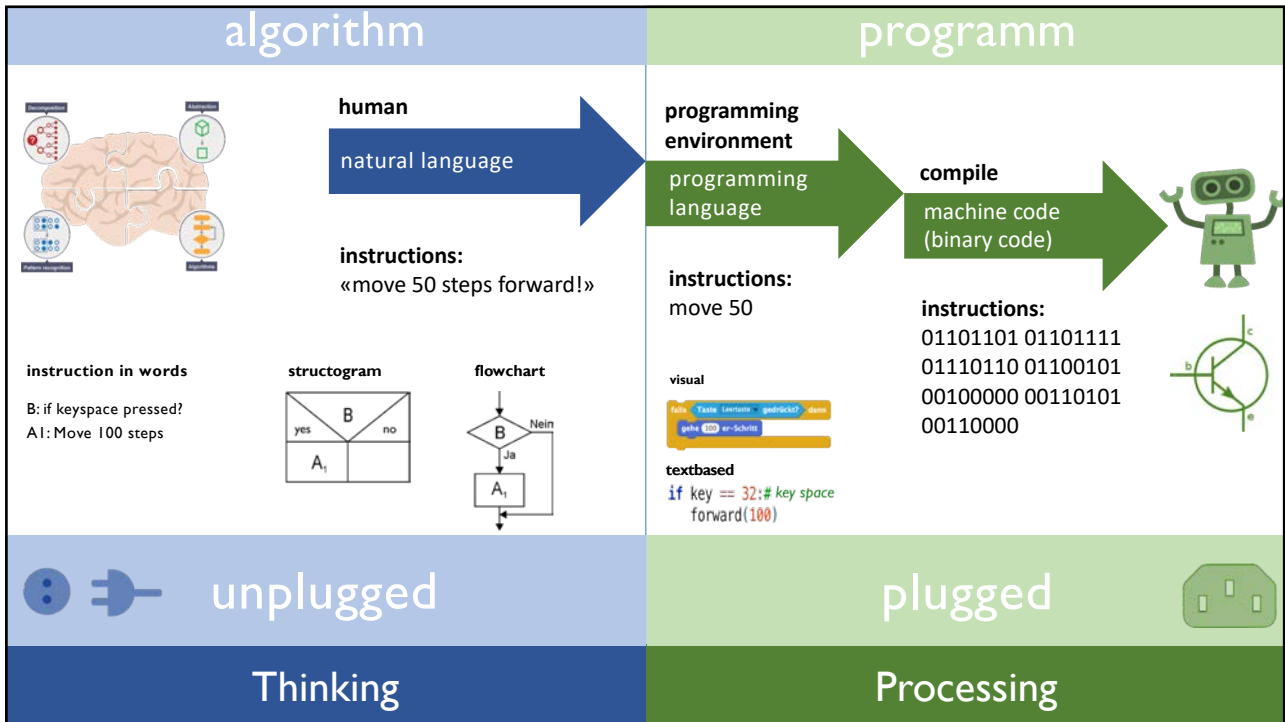 algorithm
programm
Decomposition
Abstraction
Pattern recognition
Algorithms
human
natural language
instructions:
«move 50 steps forward!»
programming
environment
programming
language
instructions:
move 50
compile
machine code
(binary code)
instructions:
01101101 01101111
01110110 01100101
00100000 00110101
00110000
c
b
e
instruction in words
B: if keyspace pressed?
A1: Move 100 steps
structogram
B
yes
no
A1
flowchart
B
Nein
Ja
A1
visual
falls Taste Leertaste gedrückt? dann
gehe 100 er-Schritt
textbased
if key == 32:# key space
forward(100)
unplugged
plugged
Thinking
Processing